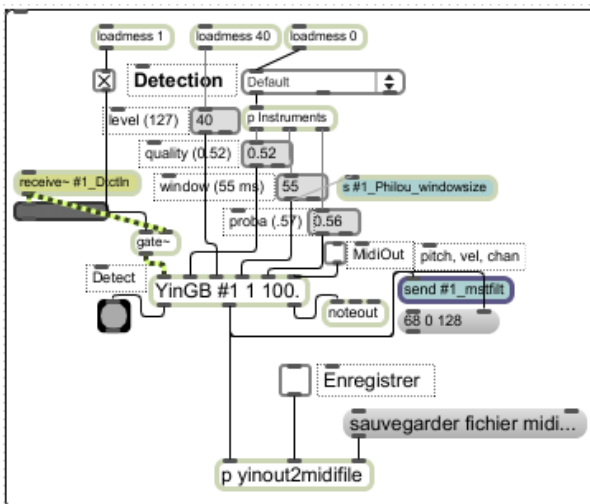 loadmess 1
loadmess 40
loadmess 0
Detection
Default
level (127)
40
p Instruments
quality (0.52)
0.52
receive~ #1_DctIn
window (55 ms)
55
s #1_Philou_windowsize
proba (.57)
0.56
gate~
MidiOut
pitch, vel, chan
Detect
YinGB #1 1 100.
send #1_mstfilt
noteout
68 0 128
Enregistrer
sauvegarder fichier midi...
p yinout2midifile